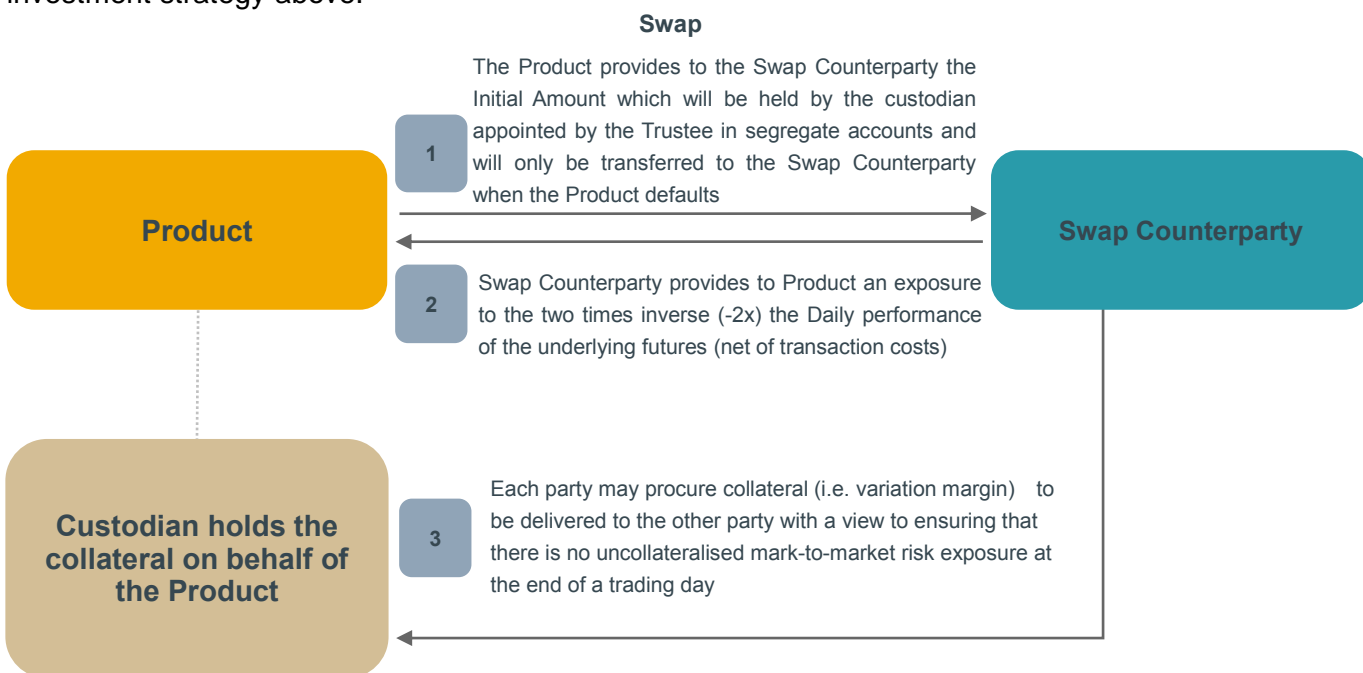 investment strategy above.
Swap
The Product provides to the Swap Counterparty the
Initial Amount which will be held by the custodian
appointed by the Trustee in segregate accounts and
will only be transferred to the Swap Counterparty
when the Product defaults
1
Product
Swap Counterparty
2
Swap Counterparty provides to Product an exposure
to the two times inverse (-2x) the Daily performance
of the underlying futures (net of transaction costs)
Custodian holds the
collateral on behalf of
the Product
3
Each party may procure collateral (i.e. variation margin) to
be delivered to the other party with a view to ensuring that
there is no uncollateralised mark-to-market risk exposure at
the end of a trading day